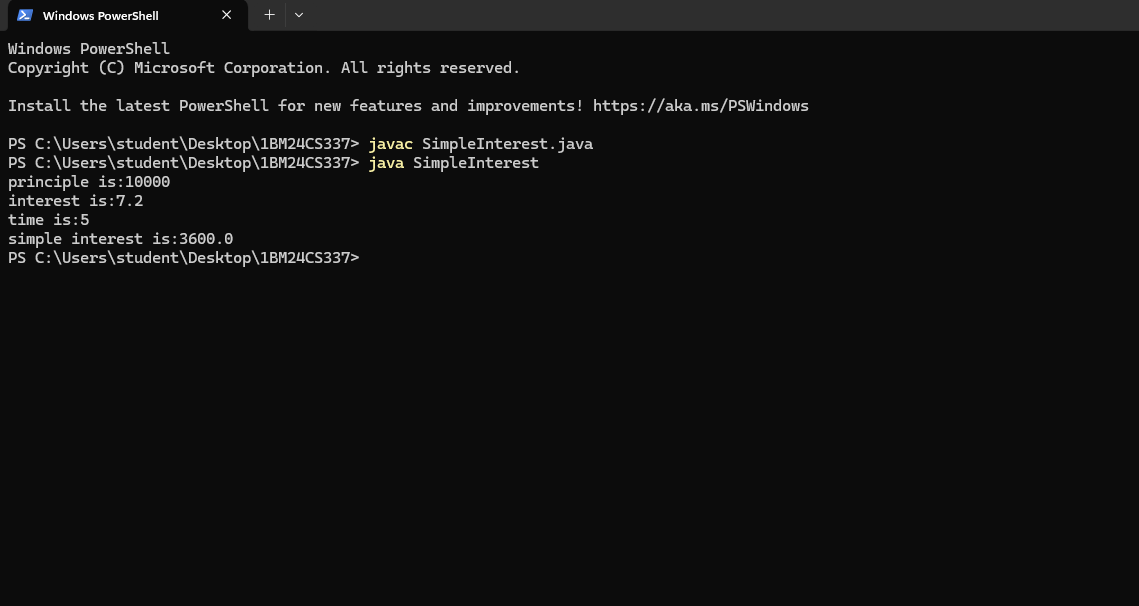 Windows PowerShell
Windows PowerShell
Copyright (C) Microsoft Corporation. All rights reserved.
Install the latest PowerShell for new features and improvements! https://aka.ms/PSWindows
PS C:\Users\student\Desktop\1BM24CS337> javac SimpleInterest.java
PS C:\Users\student\Desktop\1BM24CS337> java SimpleInterest
principle is:10000
interest is:7.2
time is:5
simple interest is:3600.0
PS C:\Users\student\Desktop\1BM24CS337>